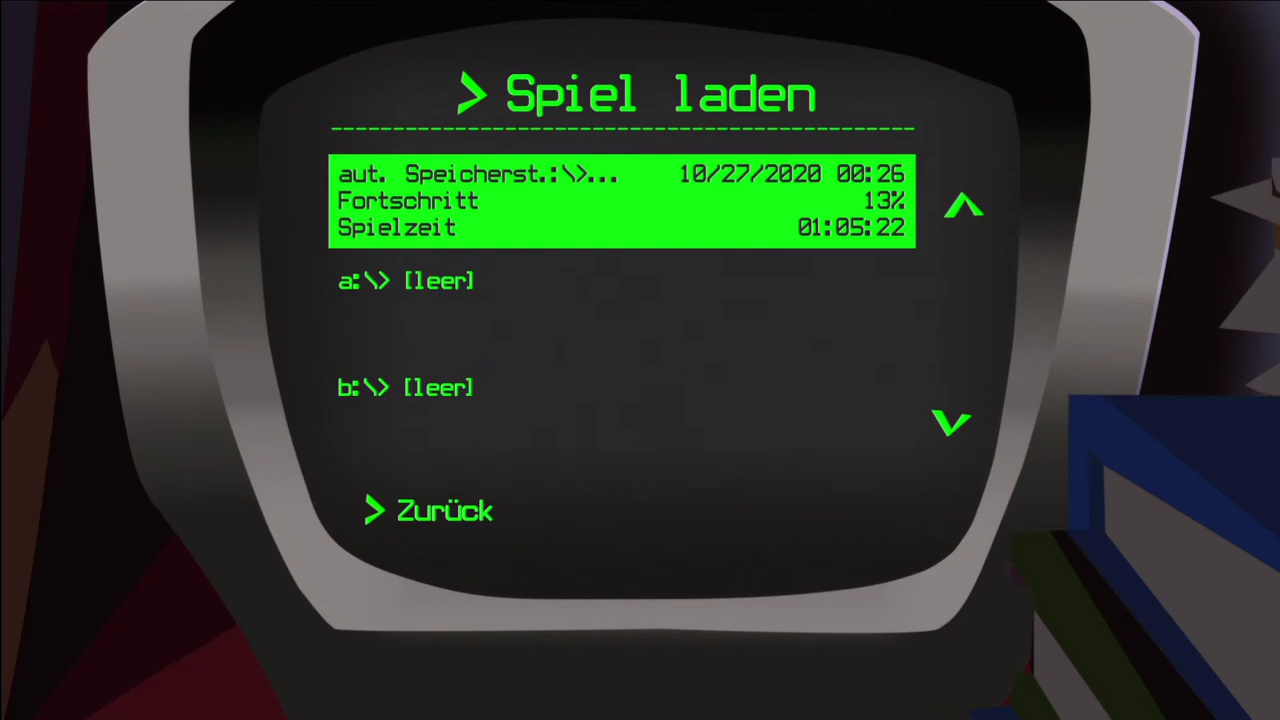 > Spiel laden
aut. Speicherst.:\>... 10/27/2020 00:26
Fortschritt 13%
Spielzeit 01:05:22
a:\> [leer]
b:\> [leer]
> Zurück